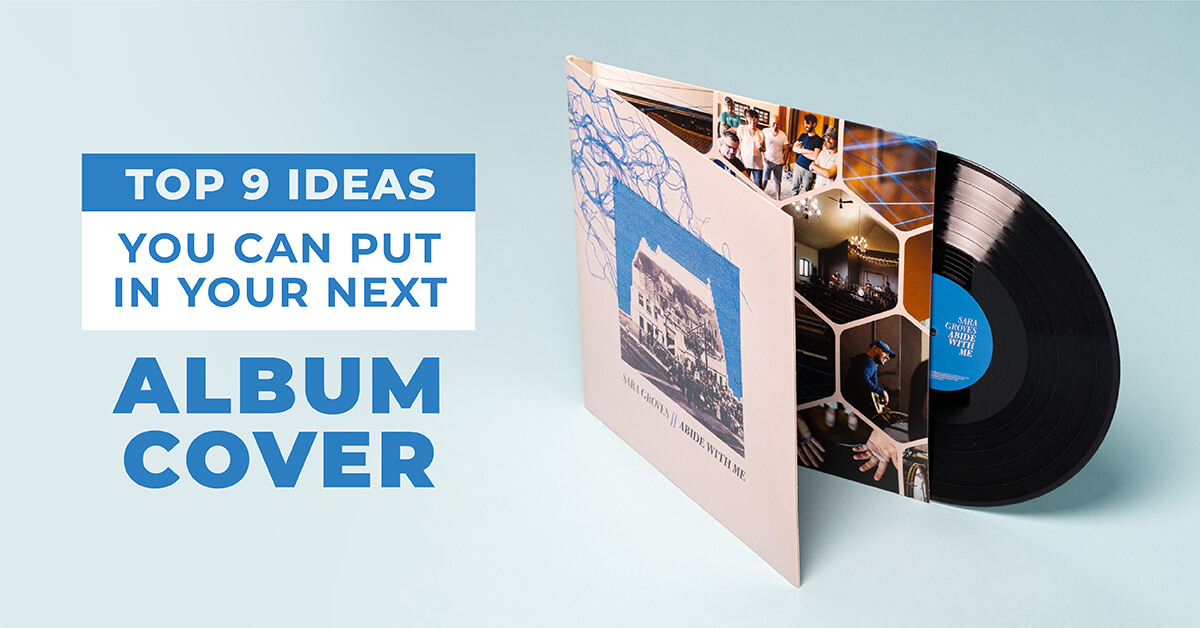 TOP 9 IDEAS
YOU CAN PUT
IN YOUR NEXT
ALBUM
COVER
SARA GROVES || ABIDE WITH ME
SARA
GROVES
ABIDE
WITH
ME